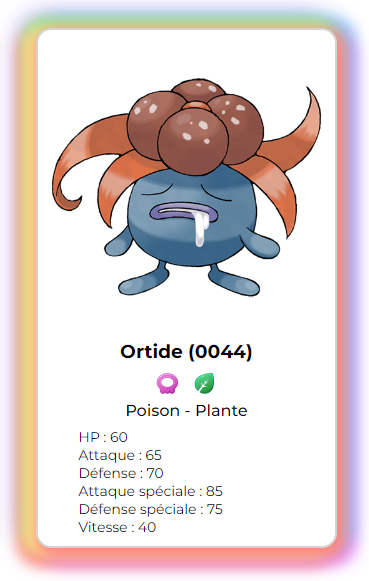 Ortide (0044)
Poison - Plante
HP : 60
Attaque : 65
Défense : 70
Attaque spéciale : 85
Défense spéciale : 75
Vitesse : 40